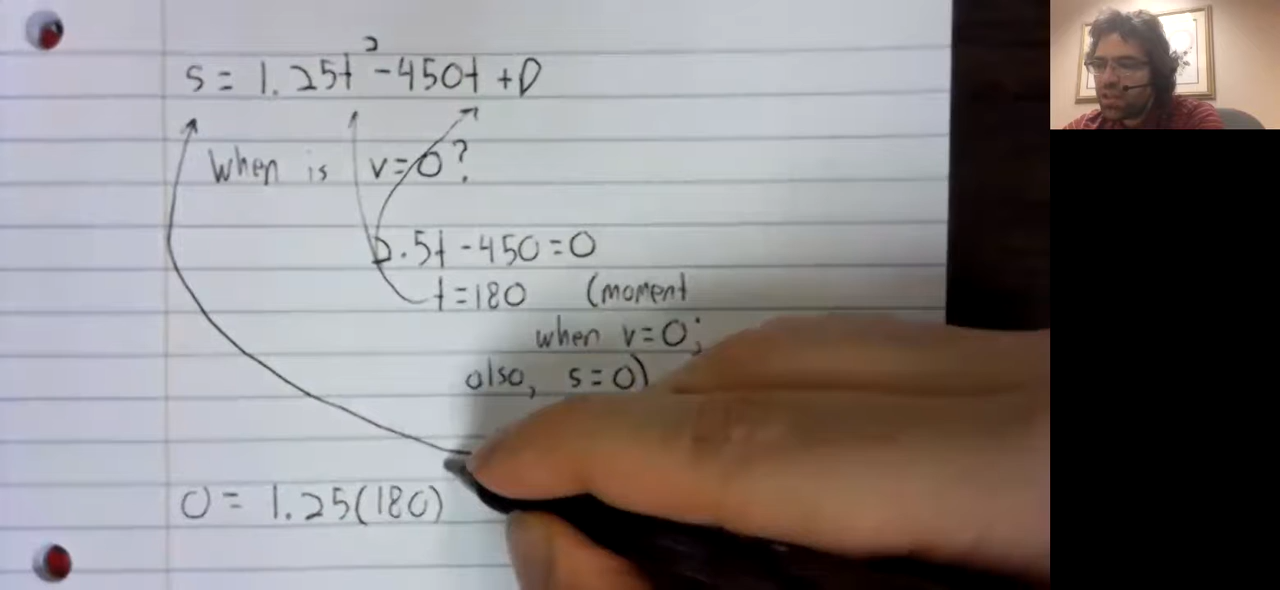 s = 1.25t² - 450t + D
When is v=0?
2.5t - 450 = 0
t = 180 (moment
when v=0;
also, s=0)
0 = 1.25(180)